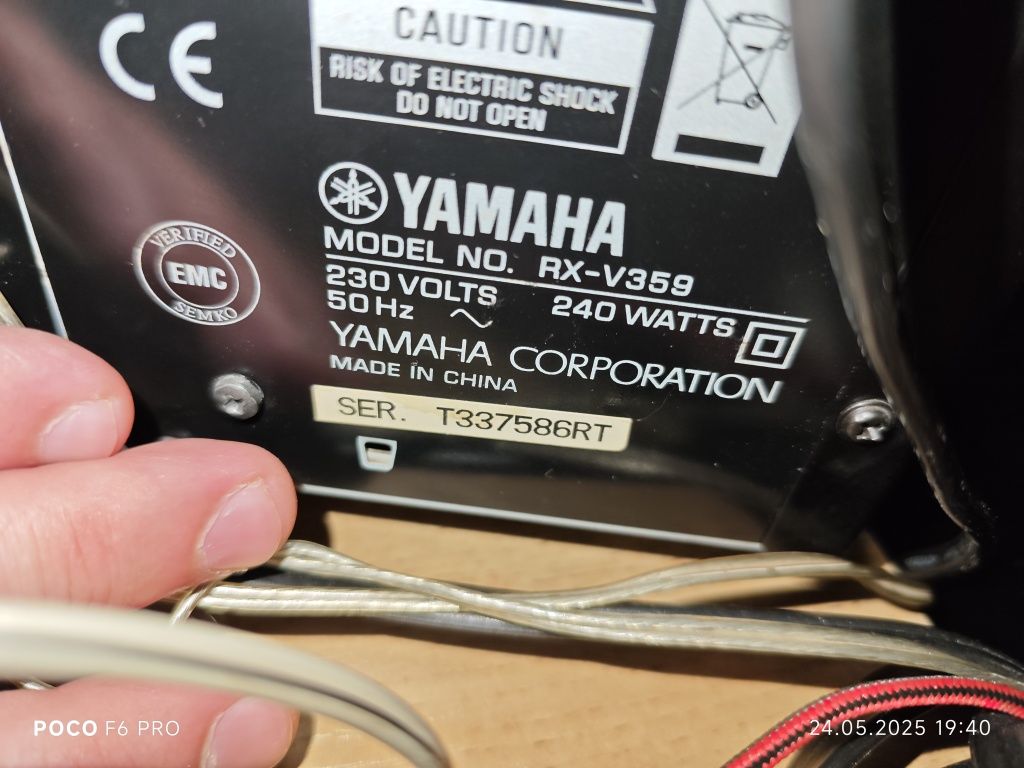 CE
CAUTION
RISK OF ELECTRIC SHOCK
DO NOT OPEN
YAMAHA
MODEL NO. RX-V359
230 VOLTS 240 WATTS
50 Hz ~
YAMAHA CORPORATION
MADE IN CHINA
SER. T337586RT
VERIFIED
EMC
SEMKO
POCO F6 PRO
24.05.2025 19:40